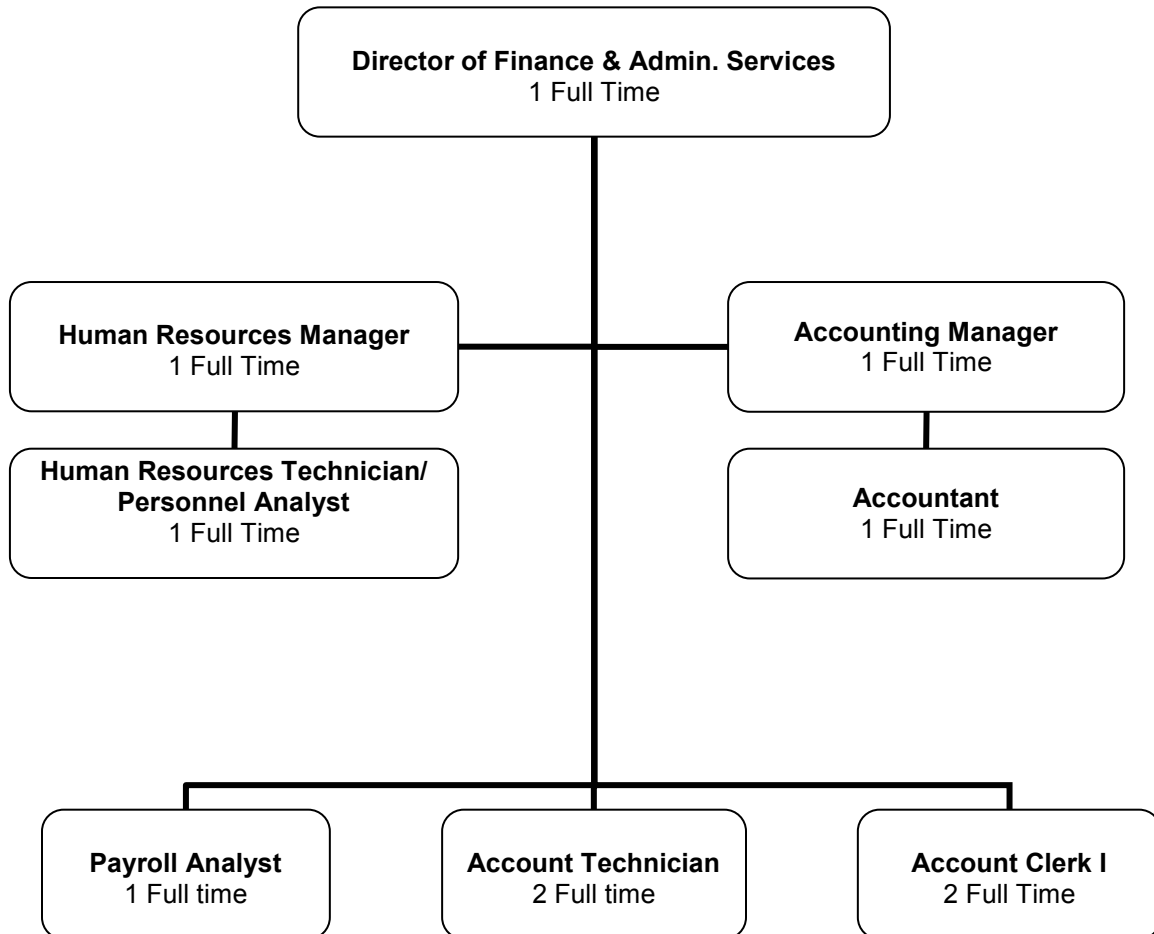 Director of Finance & Admin. Services
1 Full Time
Human Resources Manager
1 Full Time
Accounting Manager
1 Full Time
Human Resources Technician/
Personnel Analyst
1 Full Time
Accountant
1 Full Time
Payroll Analyst
1 Full time
Account Technician
2 Full time
Account Clerk I
2 Full Time